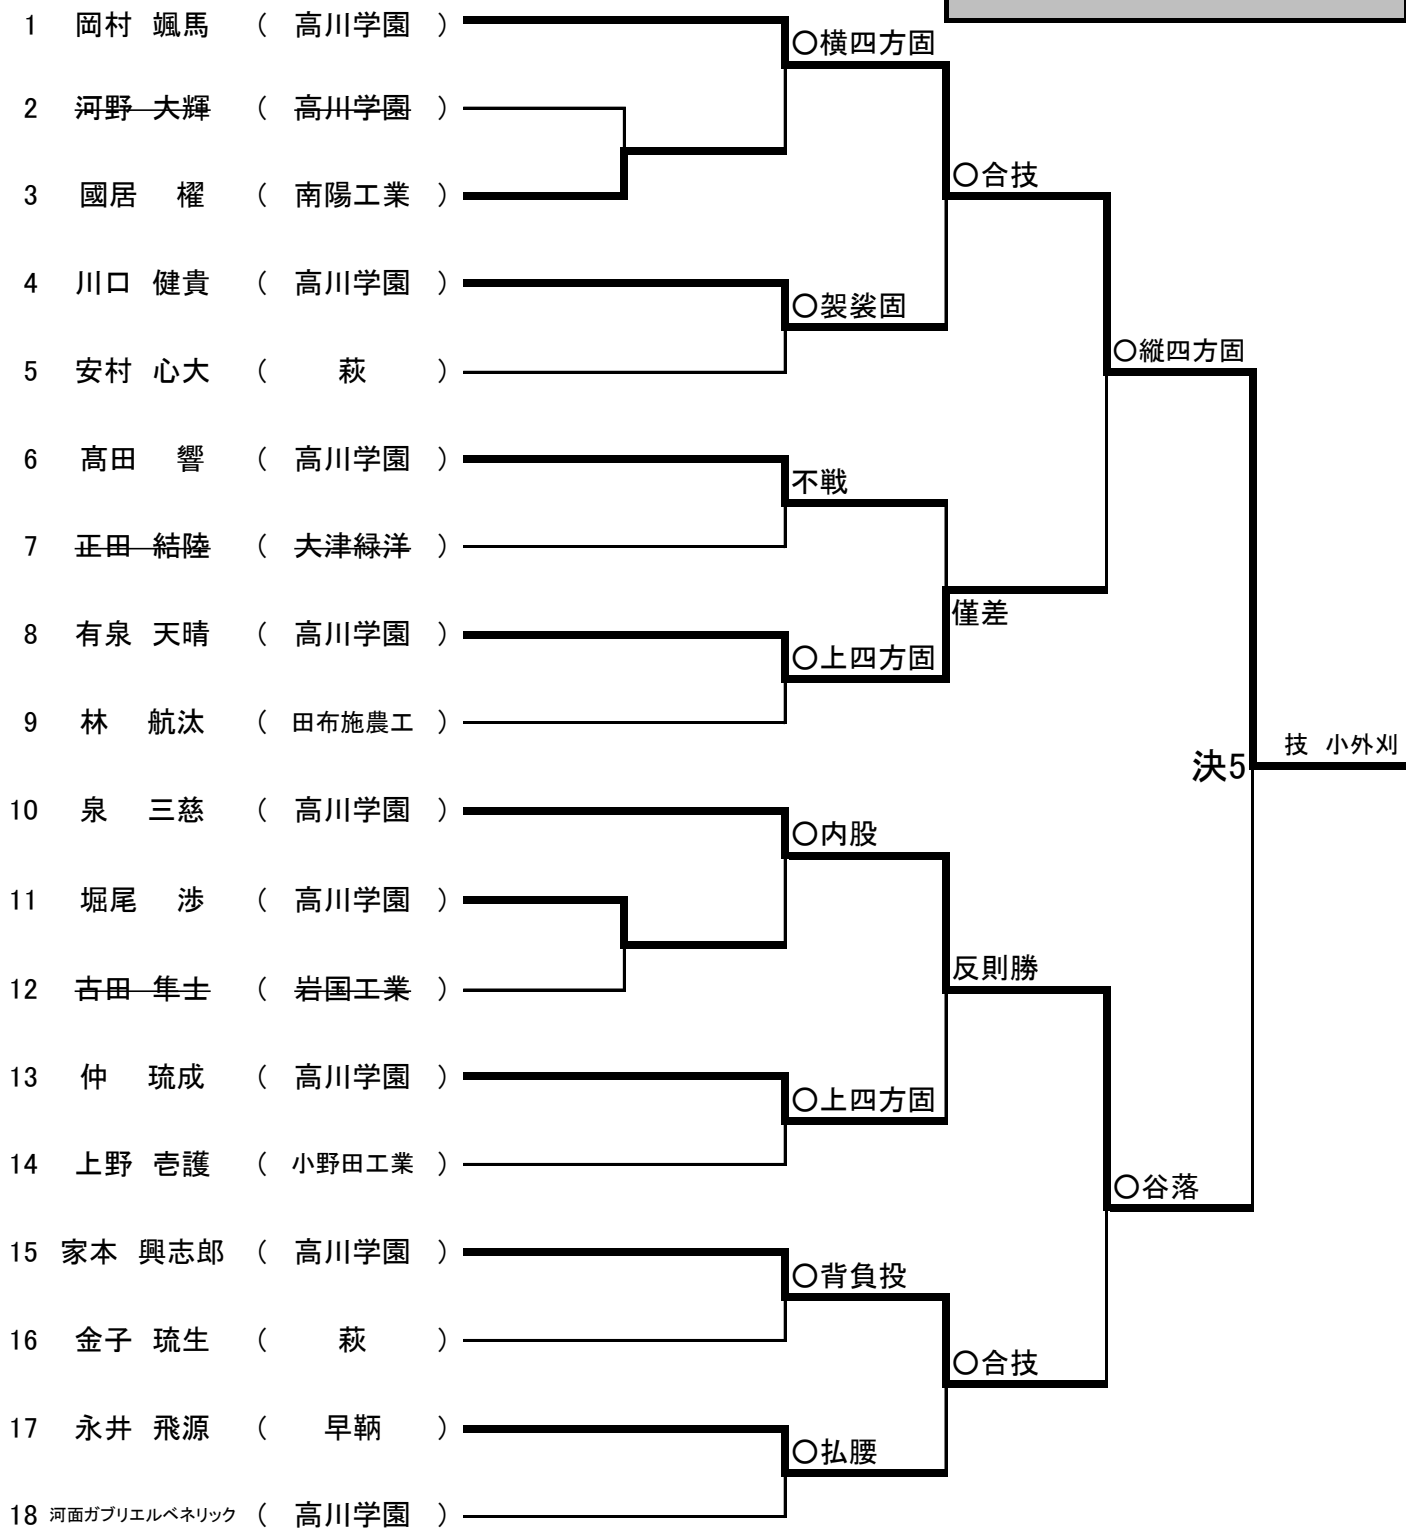 1 岡村 颯馬 ( 高川学園 )
○横四方固
2 河野 大輝 ( 高川学園 )
○合技
3 國居 櫂 ( 南陽工業 )
4 川口 健貴 ( 高川学園 )
○袈裟固
○縦四方固
5 安村 心大 ( 萩 )
6 髙田 響 ( 高川学園 )
不戦
7 正田 結陸 ( 大津緑洋 )
僅差
8 有泉 天晴 ( 高川学園 )
○上四方固
9 林 航汰 ( 田布施農工 )
技 小外刈
決5
10 泉 三慈 ( 高川学園 )
○内股
11 堀尾 渉 ( 高川学園 )
反則勝
12 古田 隼士 ( 岩国工業 )
13 仲 琉成 ( 高川学園 )
○上四方固
14 上野 壱護 ( 小野田工業 )
○谷落
15 家本 興志郎 ( 高川学園 )
○背負投
16 金子 琉生 ( 萩 )
○合技
17 永井 飛源 ( 早鞆 )
○払腰
18 河面ガブリエルベネリック ( 高川学園 )